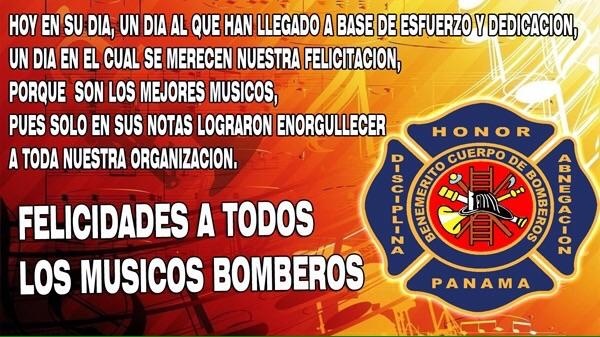 HOY EN SU DIA, UN DIA AL QUE HAN LLEGADO A BASE DE ESFUERZO Y DEDICACION,
UN DIA EN EL CUAL SE MERECEN NUESTRA FELICITACION,
PORQUE SON LOS MEJORES MUSICOS,
PUES SOLO EN SUS NOTAS LOGRARON ENORGULLECER
A TODA NUESTRA ORGANIZACION.
FELICIDADES A TODOS
LOS MUSICOS BOMBEROS
HONOR
DISCIPLINA
BENEMERITO CUERPO DE BOMBEROS
ABNEGACION
PANAMA